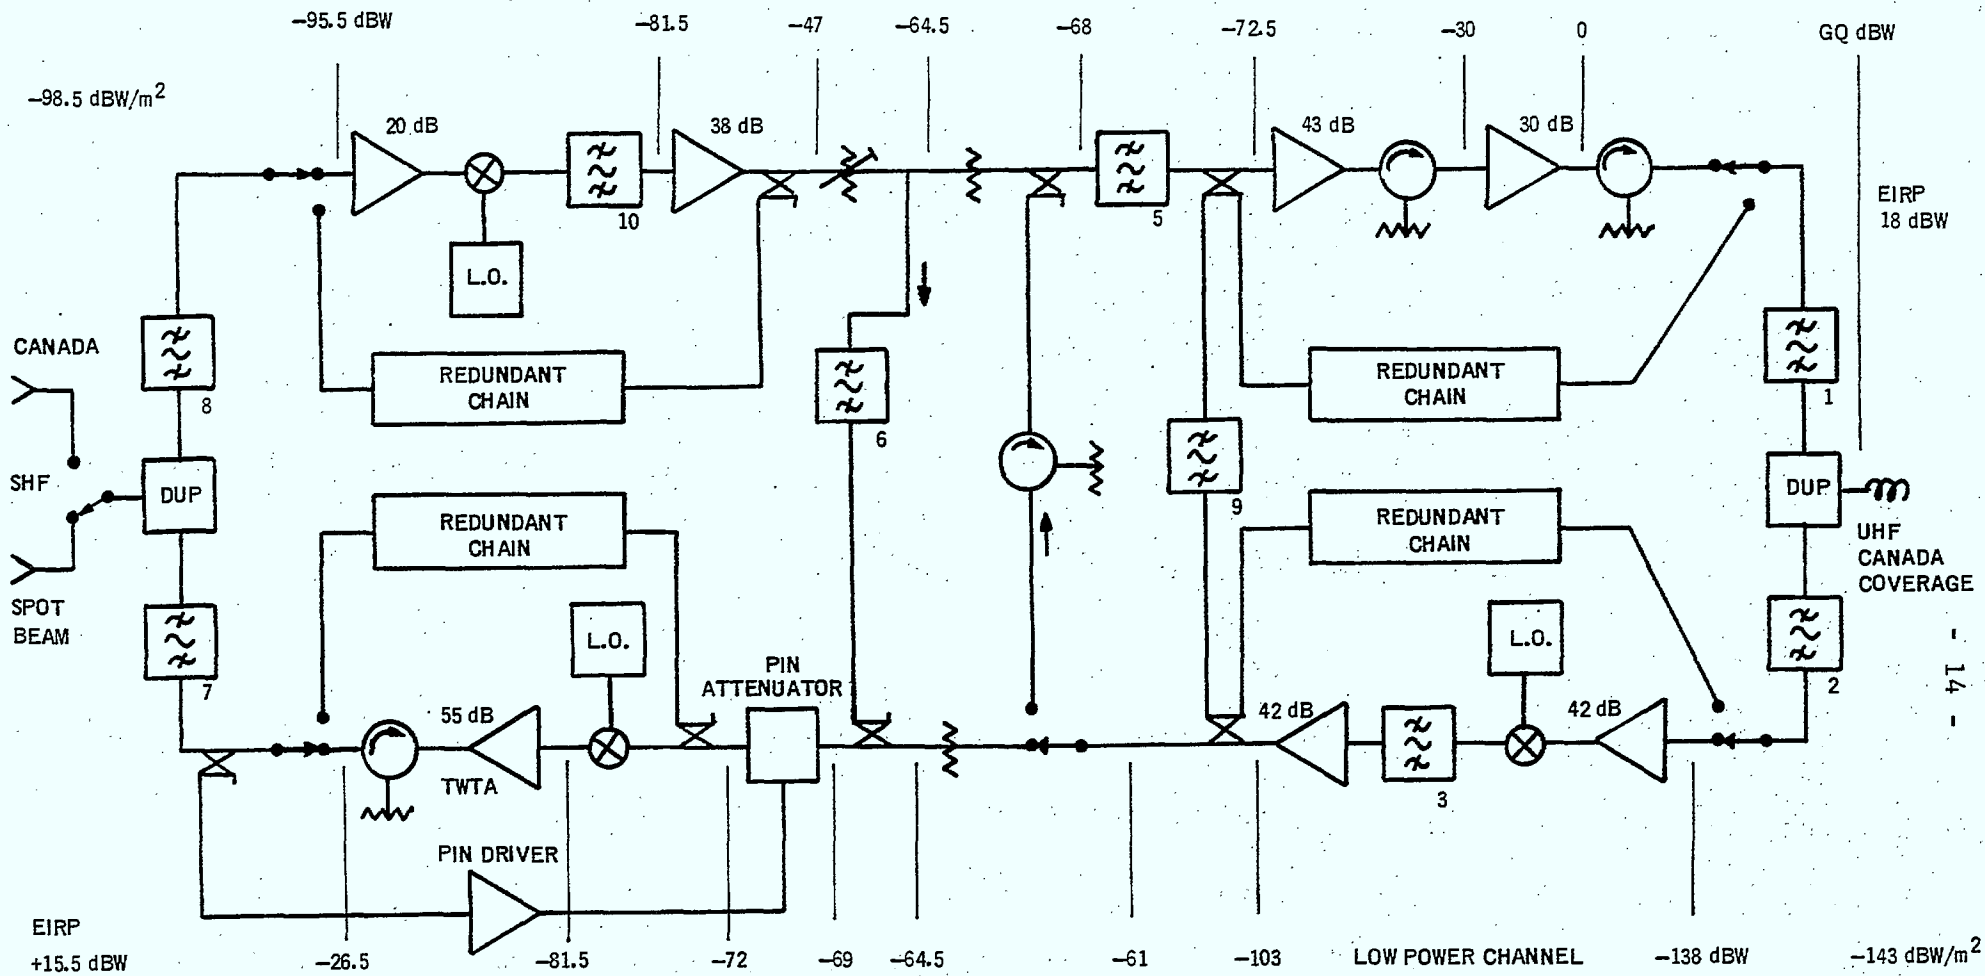 -95.5 dBW
-81.5
-47
-64.5
-68
-72.5
-30
0
GQ dBW
-98.5 dBW/m2
20 dB
38 dB
43 dB
30 dB
EIRP
18 dBW
10
5
L.O.
CANADA
8
REDUNDANT
CHAIN
6
REDUNDANT
CHAIN
1
SHF
DUP
9
DUP
REDUNDANT
CHAIN
REDUNDANT
CHAIN
UHF
CANADA
COVERAGE
SPOT
BEAM
7
L.O.
PIN
ATTENUATOR
L.O.
2
- 14 -
55 dB
TWTA
42 dB
3
42 dB
PIN DRIVER
EIRP
+15.5 dBW
-26.5
-81.5
-72
-69
-64.5
-61
-103
LOW POWER CHANNEL
-138 dBW
-143 dBW/m2